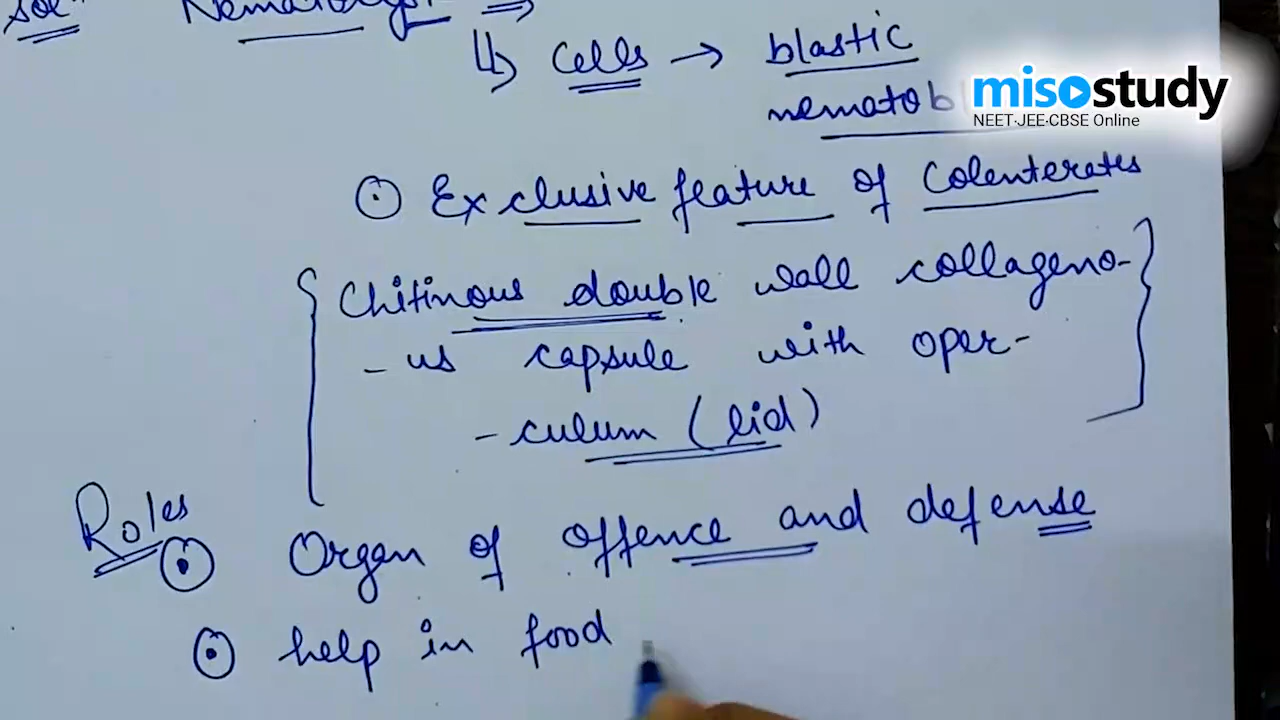 Sol"
⇒
↳ Cells → blastic
misostudy
NEET·JEE·CBSE Online
⊙ Exclusive feature of Colenterates
Chitinous double wall collageno-
-us capsule with oper-
-culum (lid)
Roles
⊙ Organ of offence and defense
⊙ help in food